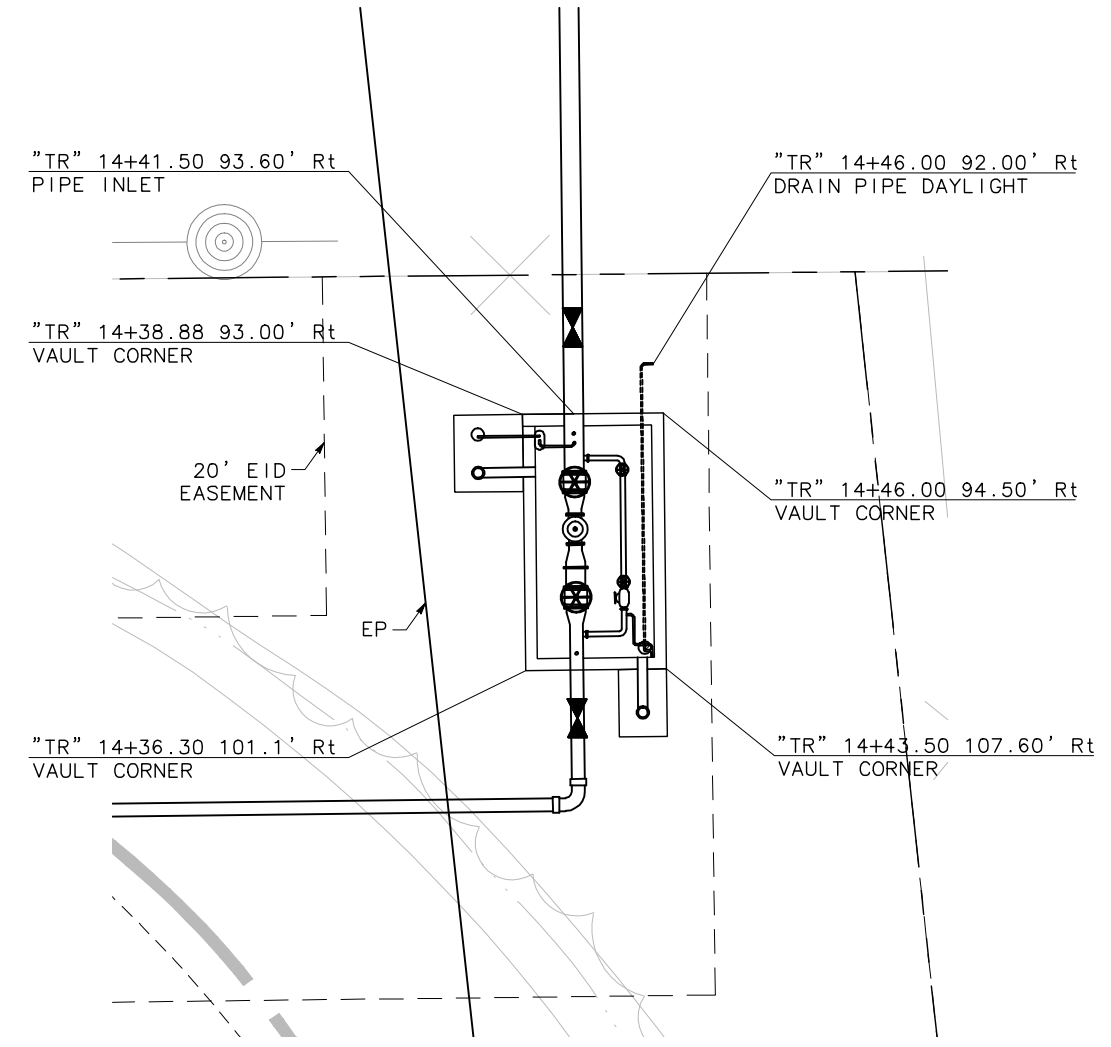 "TR" 14+41.50 93.60' Rt
PIPE INLET
"TR" 14+46.00 92.00' Rt
DRAIN PIPE DAYLIGHT
"TR" 14+38.88 93.00' Rt
VAULT CORNER
20' EID
EASEMENT
"TR" 14+46.00 94.50' Rt
VAULT CORNER
EP
"TR" 14+36.30 101.1' Rt
VAULT CORNER
"TR" 14+43.50 107.60' Rt
VAULT CORNER